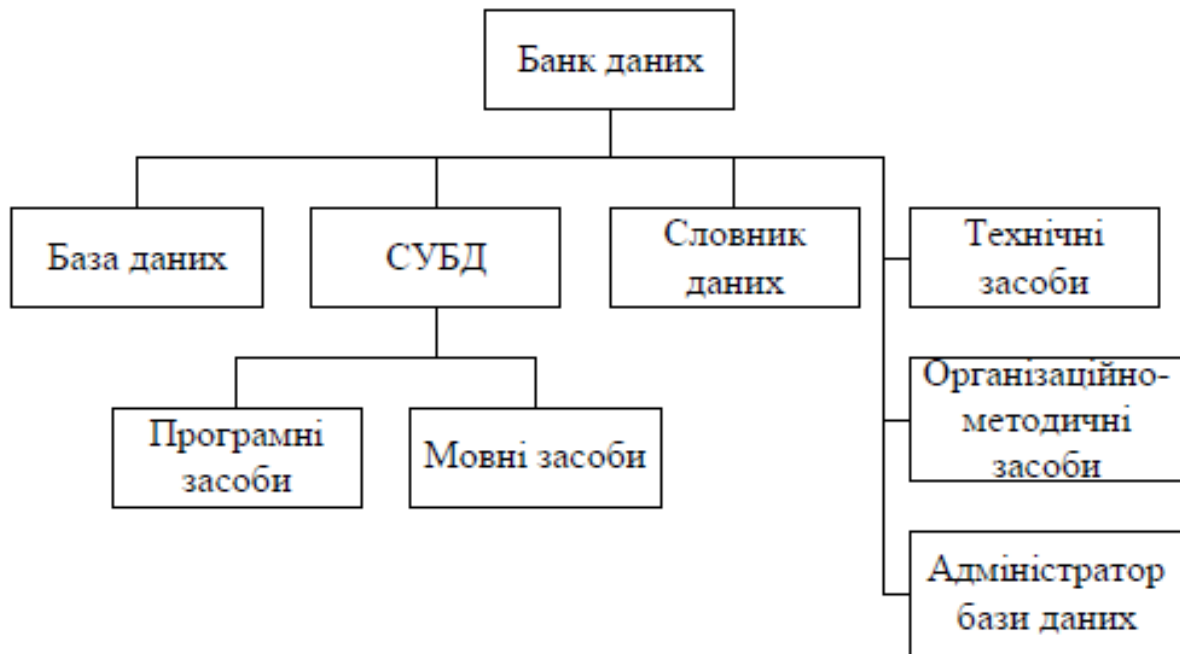 Банк даних
База даних
СУБД
Словник
даних
Технічні
засоби
Програмні
засоби
Мовні засоби
Організаційно-
методичні
засоби
Адміністратор
бази даних